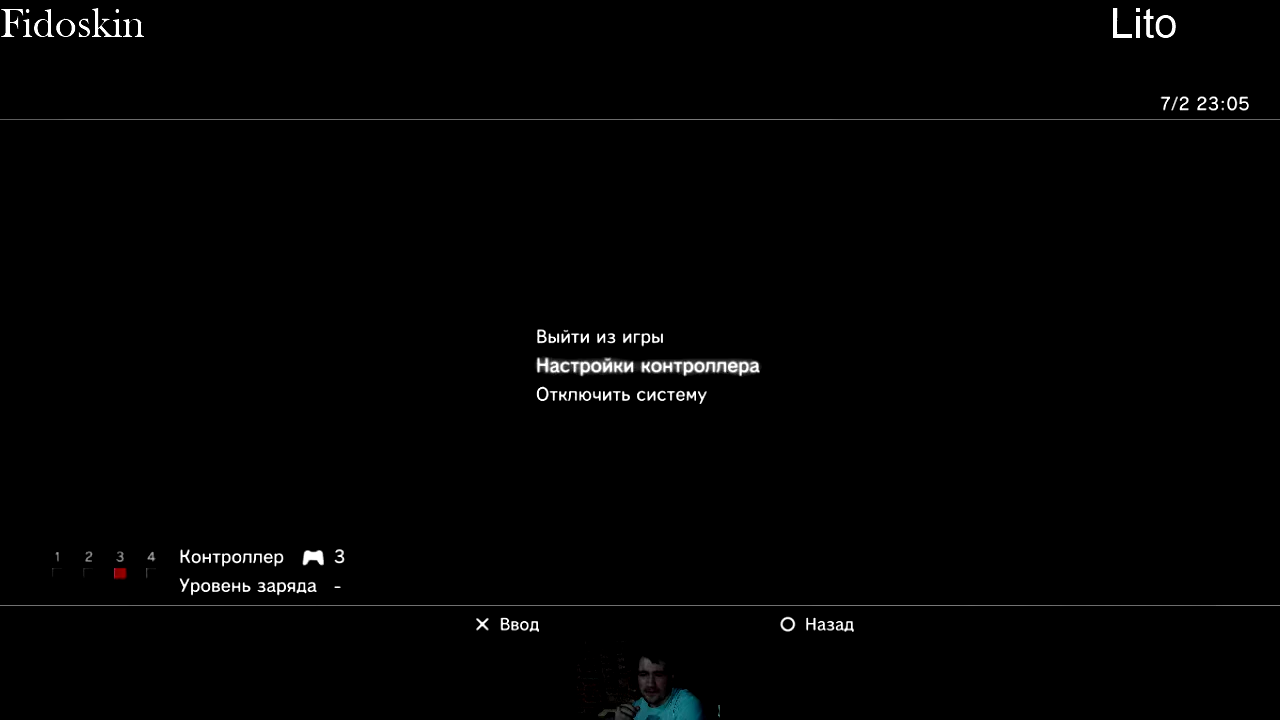 Fidoskin
Lito
7/2 23:05
Выйти из игры
Настройки контроллера
Отключить систему
1 2 3 4
Контроллер 3
Уровень заряда -
Ввод
Назад